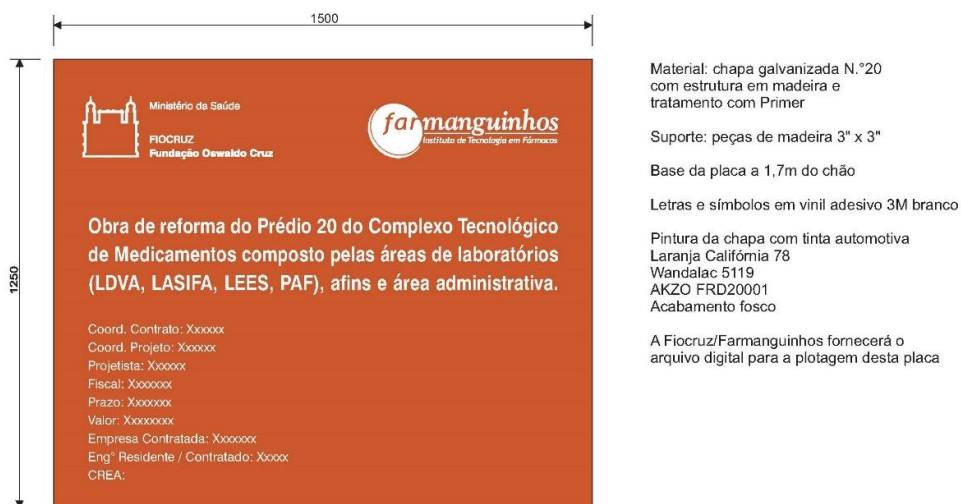 1500
1250
Ministério da Saúde
FIOCRUZ
Fundação Oswaldo Cruz
farmanguinhos
Instituto de Tecnologia em Fármacos
Obra de reforma do Prédio 20 do Complexo Tecnológico
de Medicamentos composto pelas áreas de laboratórios
(LDVA, LASIFA, LEES, PAF), afins e área administrativa.
Coord. Contrato: Xxxxxx
Coord. Projeto: Xxxxxx
Projetista: Xxxxxx
Fiscal: Xxxxxxx
Prazo: Xxxxxxx
Valor: Xxxxxxxx
Empresa Contratada: Xxxxxxx
Eng° Residente / Contratado: Xxxxx
CREA:
Material: chapa galvanizada N.°20
com estrutura em madeira e
tratamento com Primer
Suporte: peças de madeira 3" x 3"
Base da placa a 1,7m do chão
Letras e símbolos em vinil adesivo 3M branco
Pintura da chapa com tinta automotiva
Laranja Califórnia 78
Wandalac 5119
AKZO FRD20001
Acabamento fosco
A Fiocruz/Farmanguinhos fornecerá o
arquivo digital para a plotagem desta placa